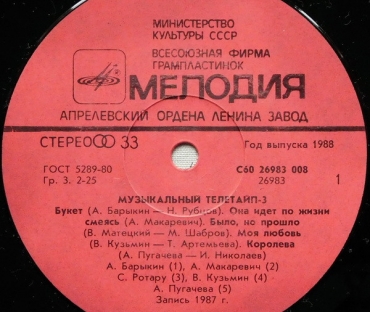 МИНИСТЕРСТВО
КУЛЬТУРЫ СССР
ВСЕСОЮЗНАЯ ФИРМА
ГРАМПЛАСТИНОК
МЕЛОДИЯ
АПРЕЛЕВСКИЙ ОРДЕНА ЛЕНИНА ЗАВОД
СТЕРЕО 33
Год выпуска 1988
ГОСТ 5289-80
С60 26983 008
Гр. 3. 2-25
26983
1
МУЗЫКАЛЬНЫЙ ТЕЛЕТАЙП-3
Букет (А. Барыкин — Н. Рубцов). Она идет по жизни
смеясь (А. Макаревич). Было, но прошло
(В. Матецкий — М. Шабров). Моя любовь
(В. Кузьмин — Т. Артемьева). Королева
(А. Пугачева — И. Николаев)
А. Барыкин (1), А. Макаревич (2)
С. Ротару (3), В. Кузьмин (4)
А. Пугачева (5)
Запись 1987 г.